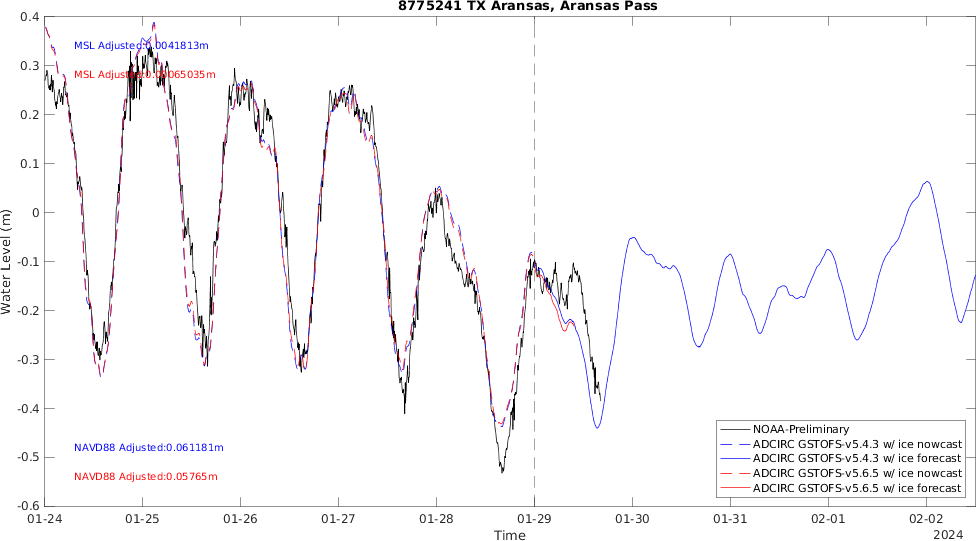 8775241 TX Aransas, Aransas Pass
0.4
0.3
0.2
0.1
0
-0.1
-0.2
-0.3
-0.4
-0.5
-0.6
Water Level (m)
MSL Adjusted:0.0041813m
MSL Adjusted:0.00065035m
NAVD88 Adjusted:0.061181m
NAVD88 Adjusted:0.05765m
NOAA-Preliminary
ADCIRC GSTOFS-v5.4.3 w/ ice nowcast
ADCIRC GSTOFS-v5.4.3 w/ ice forecast
ADCIRC GSTOFS-v5.6.5 w/ ice nowcast
ADCIRC GSTOFS-v5.6.5 w/ ice forecast
01-24 01-25 01-26 01-27 01-28 01-29 01-30 01-31 02-01 02-02
Time
2024